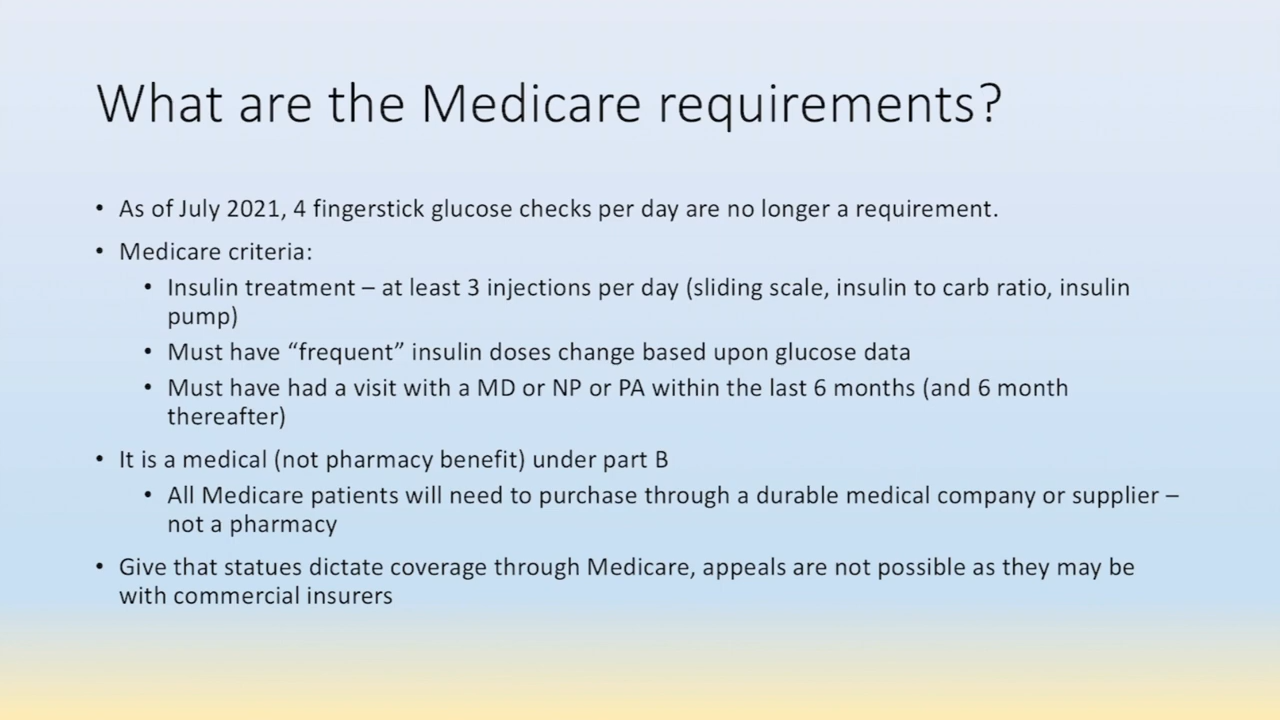 What are the Medicare requirements?
• As of July 2021, 4 fingerstick glucose checks per day are no longer a requirement.
• Medicare criteria:
• Insulin treatment – at least 3 injections per day (sliding scale, insulin to carb ratio, insulin
pump)
• Must have “frequent” insulin doses change based upon glucose data
• Must have had a visit with a MD or NP or PA within the last 6 months (and 6 month
thereafter)
• It is a medical (not pharmacy benefit) under part B
• All Medicare patients will need to purchase through a durable medical company or supplier –
not a pharmacy
• Give that statues dictate coverage through Medicare, appeals are not possible as they may be
with commercial insurers